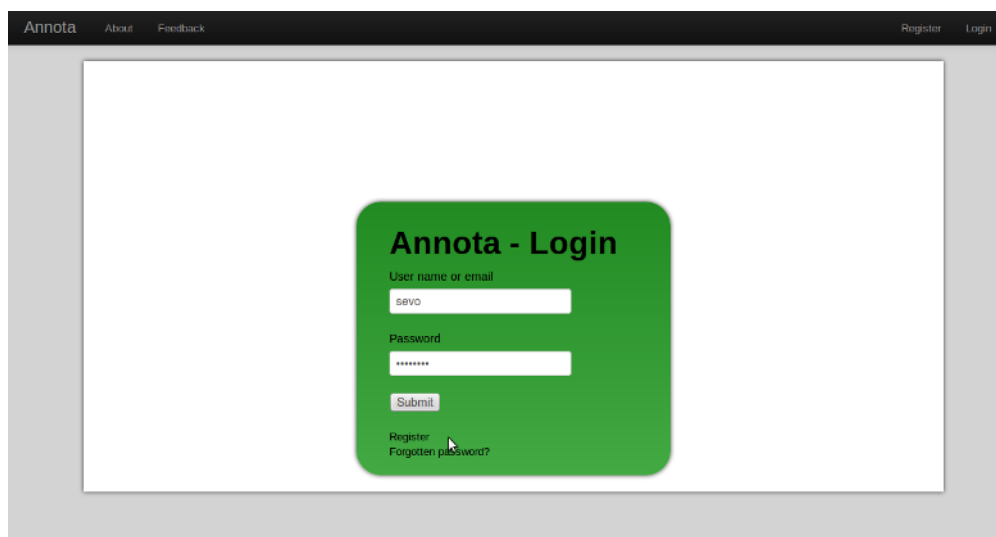 Annota About Feedback Register Login
Annota - Login
User name or email
sevo
Password
••••••••
Submit
Register
Forgotten password?